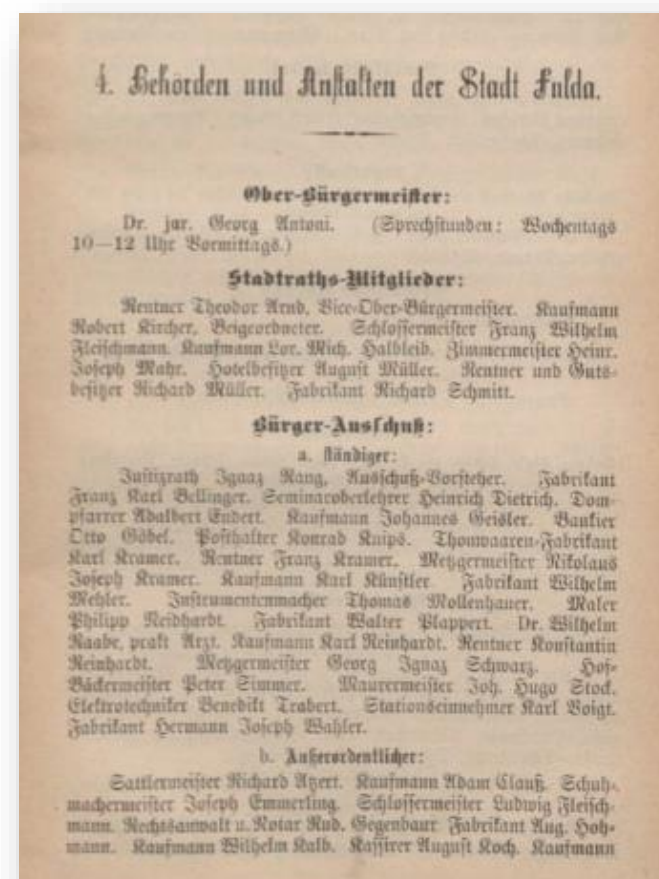 4. Behörden und Anstalten der Stadt Fulda.
Ober-Bürgermeister:
Dr. jur. Georg Antoni. (Sprechstunden: Wochentags
10—12 Uhr Vormittags.)
Stadtraths-Mitglieder:
Rentner Theodor Arnd, Vice-Ober-Bürgermeister. Kaufmann
Robert Kircher, Beigeordneter. Schlossermeister Franz Wilhelm
Fleischmann. Kaufmann Lor. Mich. Halbleib. Zimmermeister Heinr.
Joseph Mahr. Hotelbesitzer August Müller. Rentner und Guts-
besitzer Richard Müller. Fabrikant Richard Schmitt.
Bürger-Ausschuß:
a. ständiger:
Justizrath Ignaz Rang, Ausschuß-Vorsteher. Fabrikant
Franz Karl Bellinger. Seminaroberlehrer Heinrich Dietrich. Dom-
pfarrer Adalbert Endert. Kaufmann Johannes Geisler. Bankier
Otto Göbel. Posthalter Konrad Knips. Thonwaaren-Fabrikant
Karl Kramer. Rentner Franz Kramer. Metzgermeister Nikolaus
Joseph Kramer. Kaufmann Karl Künstler Fabrikant Wilhelm
Mehler. Instrumentenmacher Thomas Mollenhauer. Maler
Philipp Neidhardt. Fabrikant Walter Plappert. Dr. Wilhelm
Raabe, prakt Arzt. Kaufmann Karl Reinhardt. Rentner Konstantin
Reinhardt. Metzgermeister Georg Ignaz Schwarz. Hof-
Bäckermeister Peter Simmer. Maurermeister Joh. Hugo Stock.
Elektrotechniker Benedikt Trabert. Stationseinnehmer Karl Voigt.
Fabrikant Hermann Joseph Wahler.
b. Außerordentlicher:
Sattlermeister Richard Atzert. Kaufmann Adam Clauß. Schuh-
machermeister Joseph Emmerling. Schlossermeister Ludwig Fleisch-
mann. Rechtsanwalt u. Notar Rud. Gegenbaur Fabrikant Aug. Hoh-
mann. Kaufmann Wilhelm Kalb. Kassirer August Koch. Kaufmann